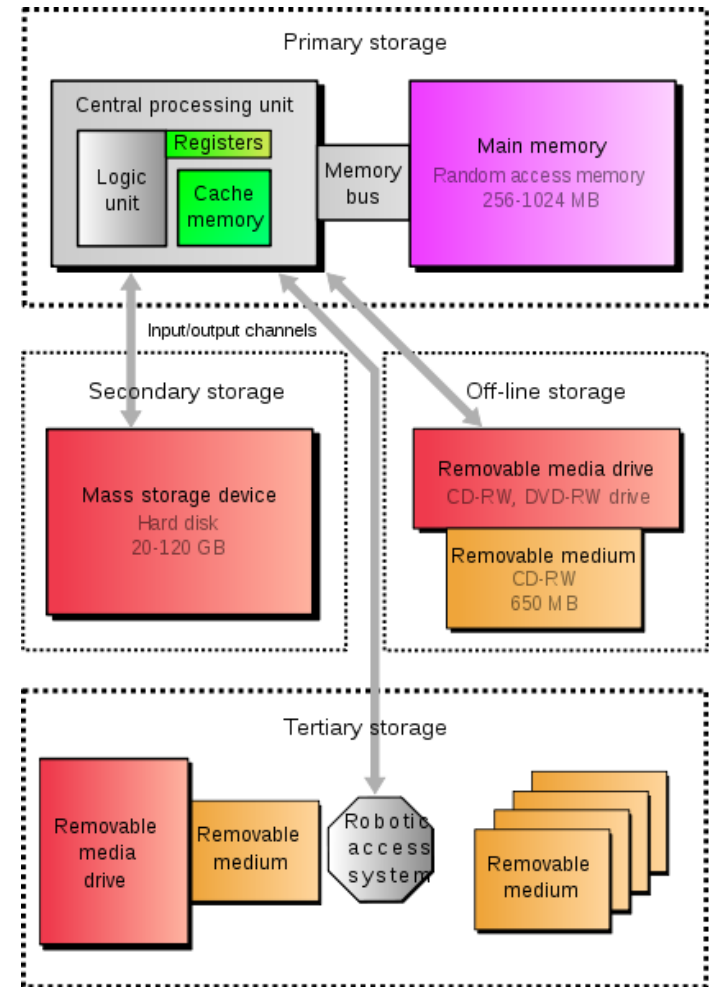 Primary storage
Central processing unit
Logic
unit
Registers
Cache
memory
Memory
bus
Main memory
Random access memory
256-1024 MB
Input/output channels
Secondary storage
Mass storage device
Hard disk
20-120 GB
Off-line storage
Removable media drive
CD-RW, DVD-RW drive
Removable medium
CD-RW
650 MB
Tertiary storage
Removable
media
drive
Removable
medium
Robotic
access
system
Removable
medium